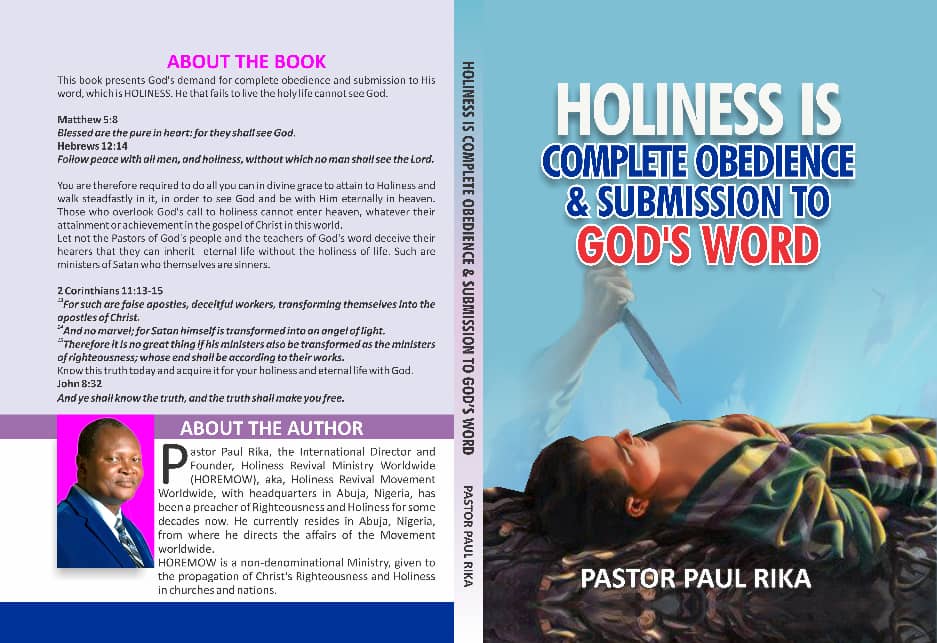 ABOUT THE BOOK
This book presents God's demand for complete obedience and submission to His
word, which is HOLINESS. He that fails to live the holy life cannot see God.
Matthew 5:8
Blessed are the pure in heart: for they shall see God.
Hebrews 12:14
Follow peace with all men, and holiness, without which no man shall see the Lord.
You are therefore required to do all you can in divine grace to attain to Holiness and
walk steadfastly in it, in order to see God and be with Him eternally in heaven.
Those who overlook God's call to holiness cannot enter heaven, whatever their
attainment or achievement in the gospel of Christ in this world.
Let not the Pastors of God's people and the teachers of God's word deceive their
hearers that they can inherit eternal life without the holiness of life. Such are
ministers of Satan who themselves are sinners.
2 Corinthians 11:13-15
13For such are false apostles, deceitful workers, transforming themselves into the
apostles of Christ.
14And no marvel; for Satan himself is transformed into an angel of light.
15Therefore it is no great thing if his ministers also be transformed as the ministers
of righteousness; whose end shall be according to their works.
Know this truth today and acquire it for your holiness and eternal life with God.
John 8:32
And ye shall know the truth, and the truth shall make you free.
ABOUT THE AUTHOR
Pastor Paul Rika, the International Director and
Founder, Holiness Revival Ministry Worldwide
(HOREMOW), aka, Holiness Revival Movement
Worldwide, with headquarters in Abuja, Nigeria, has
been a preacher of Righteousness and Holiness for some
decades now. He currently resides in Abuja, Nigeria,
from where he directs the affairs of the Movement
worldwide.
HOREMOW is a non-denominational Ministry, given to
the propagation of Christ's Righteousness and Holiness
in churches and nations.
HOLINESS IS COMPLETE OBEDIENCE & SUBMISSION TO GOD'S WORD PASTOR PAUL RIKA
HOLINESS IS
COMPLETE OBEDIENCE
& SUBMISSION TO
GOD'S WORD
PASTOR PAUL RIKA